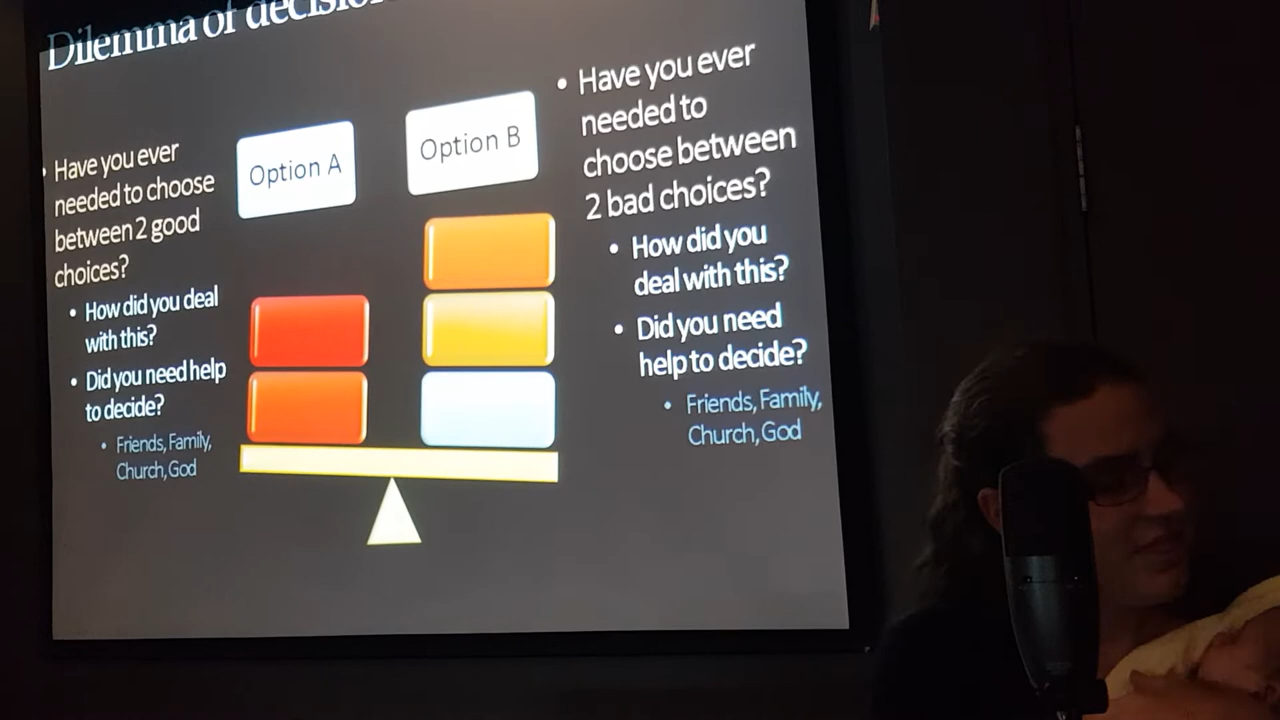 Dilemma of
Have you ever
needed to choose
between 2 good
choices?
How did you deal
with this?
Did you need help
to decide?
Friends, Family,
Church, God
Option A
Option B
Have you ever
needed to
choose between
2 bad choices?
How did you
deal with this?
Did you need
help to decide?
Friends, Family,
Church, God